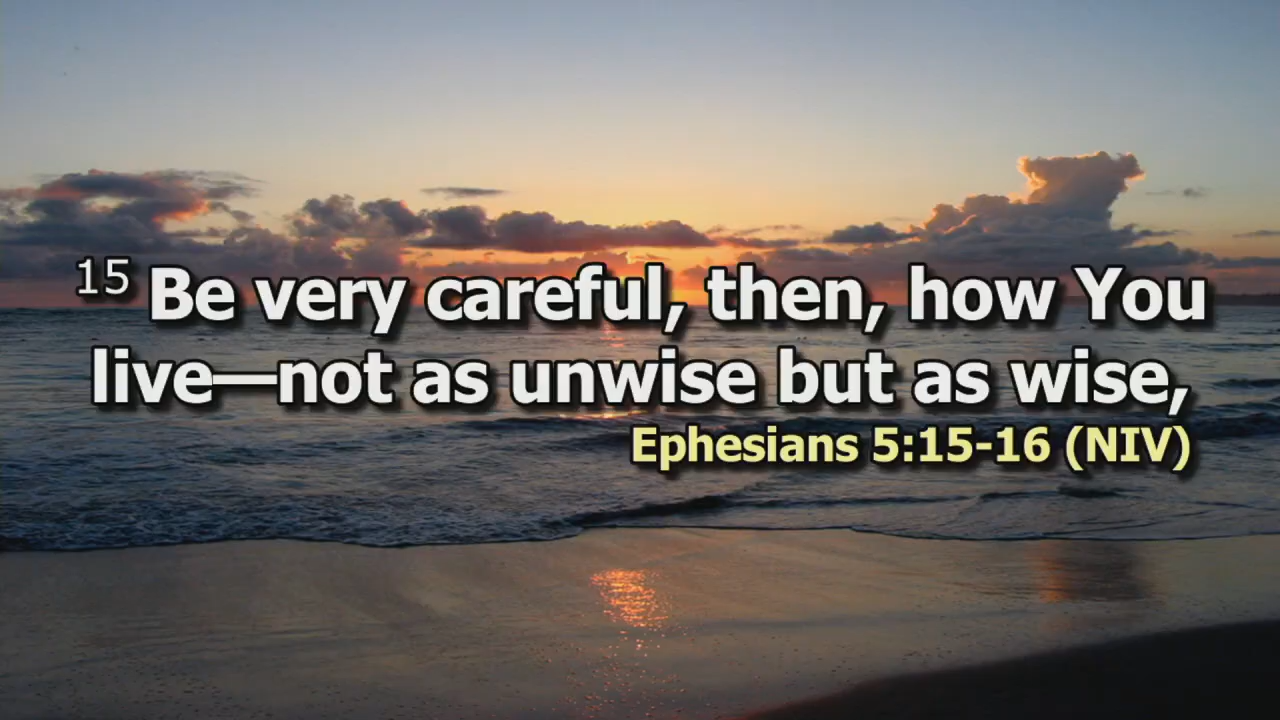 15 Be very careful, then, how You
live—not as unwise but as wise,
Ephesians 5:15-16 (NIV)